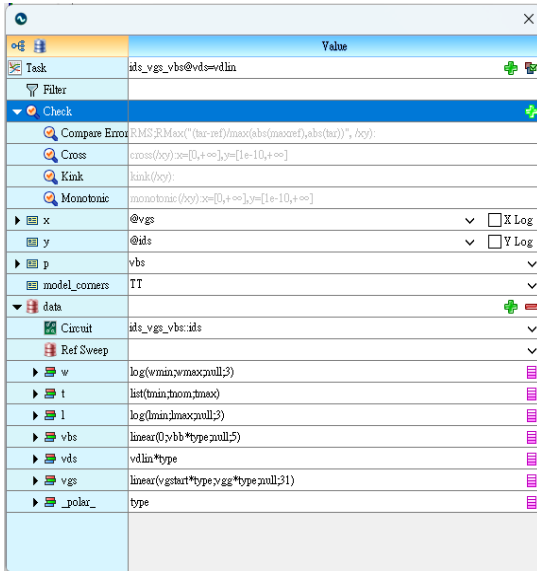 Value
Task ids_vgs_vbs@vds=vdlin
Filter
Check
Compare Error RMS;RMax("(tar-ref)/max(abs(maxref),abs(tar))", /xy):
Cross cross(/xy):x=[0,+∞],y=[1e-10,+∞]
Kink kink(/xy):
Monotonic monotonic(/xy):x=[0,+∞],y=[1e-10,+∞]
x @vgs X Log
y @ids Y Log
p vbs
model_corners TT
data
Circuit ids_vgs_vbs::ids
Ref Sweep
w log(wmin;wmax;null;3)
t list(tmin;tnom;tmax)
l log(lmin;lmax;null;3)
vbs linear(0;vbb*type;null;5)
vds vdlin*type
vgs linear(vgstart*type;vgg*type;null;31)
_polar_ type